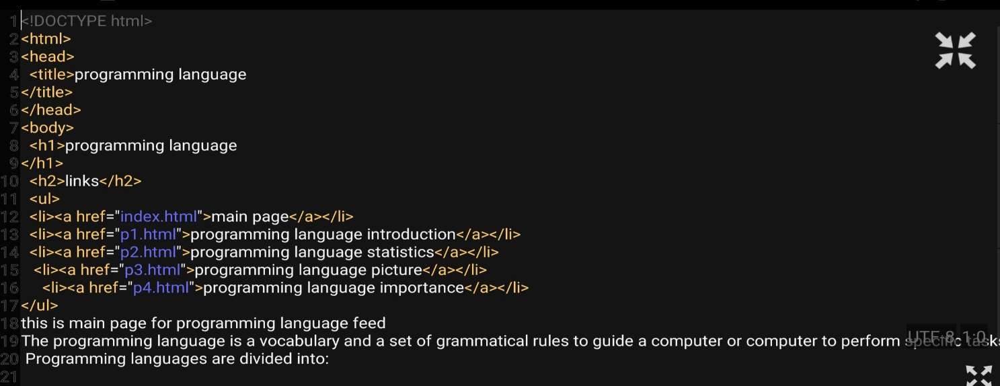 1 <!DOCTYPE html>
2 <html>
3 <head>
4 <title>programming language
5 </title>
6 </head>
7 <body>
8 <h1>programming language
9 </h1>
10 <h2>links</h2>
11 <ul>
12 <li><a href="index.html">main page</a></li>
13 <li><a href="p1.html">programming language introduction</a></li>
14 <li><a href="p2.html">programming language statistics</a></li>
15 <li><a href="p3.html">programming language picture</a></li>
16 <li><a href="p4.html">programming language importance</a></li>
17 </ul>
18 this is main page for programming language feed
19 The programming language is a vocabulary and a set of grammatical rules to guide a computer or computer to perform specific tasks
UTF-8 1:0
20 Programming languages are divided into:
21